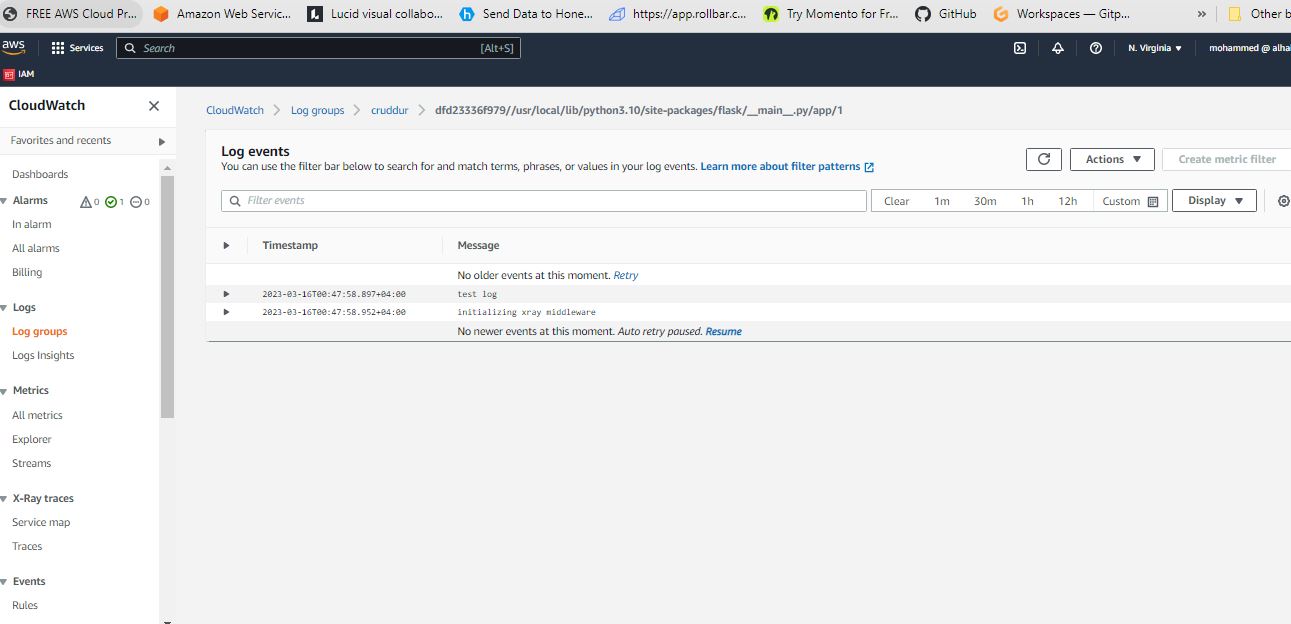 FREE AWS Cloud Pr... Amazon Web Servic... Lucid visual collabo... Send Data to Hone... https://app.rollbar.c... Try Momento for Fr... GitHub Workspaces — Gitp... » Other b
aws Services Search [Alt+S] N. Virginia ▼ mohammed @ alhai
IAM
CloudWatch
CloudWatch > Log groups > cruddur > dfd23336f979//usr/local/lib/python3.10/site-packages/flask/__main__.py/app/1
Favorites and recents
Dashboards
Alarms 0 1 0
In alarm
All alarms
Billing
Logs
Log groups
Logs Insights
Metrics
All metrics
Explorer
Streams
X-Ray traces
Service map
Traces
Events
Rules
Log events
You can use the filter bar below to search for and match terms, phrases, or values in your log events. Learn more about filter patterns
Actions ▼ Create metric filter
Filter events Clear 1m 30m 1h 12h Custom Display ▼
Timestamp Message
No older events at this moment. Retry
2023-03-16T00:47:58.897+04:00 test log
2023-03-16T00:47:58.952+04:00 initializing xray middleware
No newer events at this moment. Auto retry paused. Resume